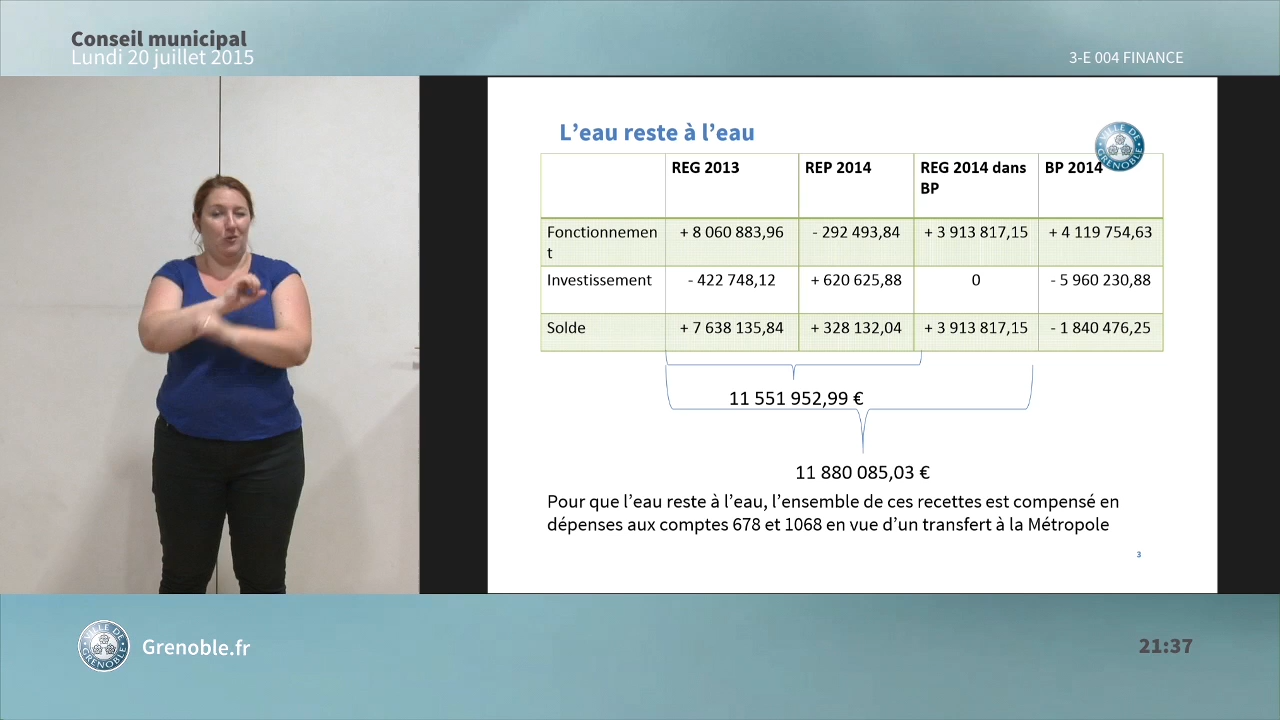 Conseil municipal
Lundi 20 juillet 2015
3-E 004 FINANCE
L’eau reste à l’eau
VILLE DE
GRENOBLE
REG 2013 REP 2014 REG 2014 dans BP 2014
BP
Fonctionnemen + 8 060 883,96 - 292 493,84 + 3 913 817,15 + 4 119 754,63
t
Investissement - 422 748,12 + 620 625,88 0 - 5 960 230,88
Solde + 7 638 135,84 + 328 132,04 + 3 913 817,15 - 1 840 476,25
11 551 952,99 €
11 880 085,03 €
Pour que l’eau reste à l’eau, l’ensemble de ces recettes est compensé en
dépenses aux comptes 678 et 1068 en vue d’un transfert à la Métropole
3
VILLE DE
GRENOBLE
Grenoble.fr
21:37